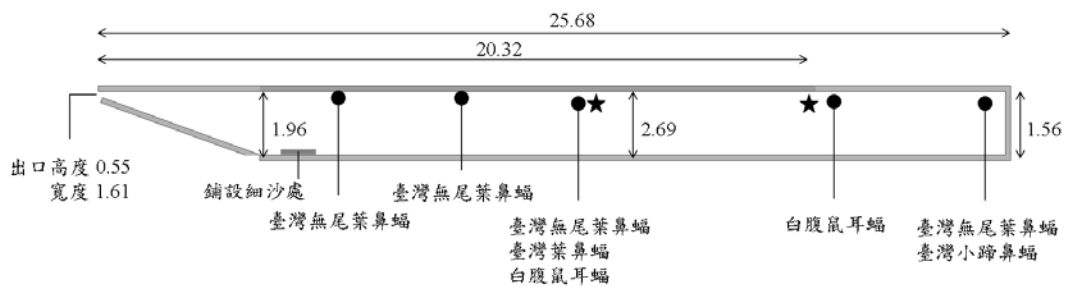 25.68
20.32
1.96
2.69
1.56
出口高度 0.55
寬度 1.61
鋪設細沙處
臺灣無尾葉鼻蝠
臺灣無尾葉鼻蝠
臺灣無尾葉鼻蝠
臺灣葉鼻蝠
白腹鼠耳蝠
白腹鼠耳蝠
臺灣無尾葉鼻蝠
臺灣小蹄鼻蝠